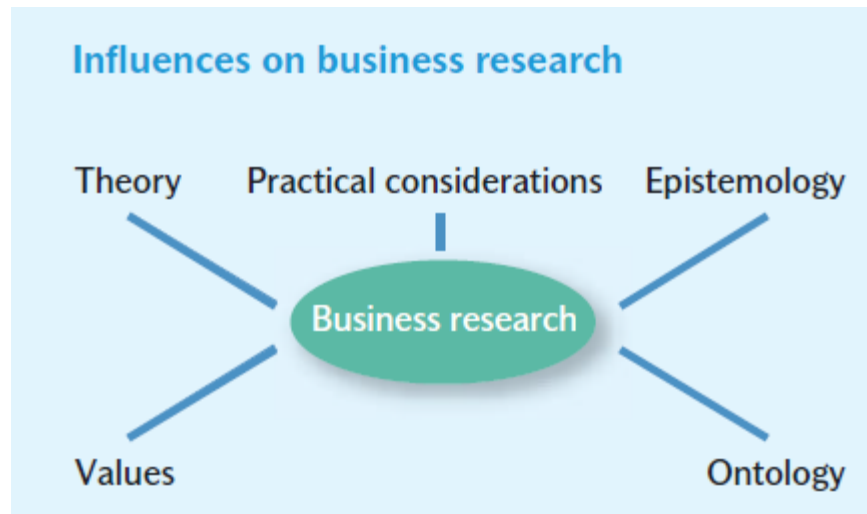 Influences on business research
Theory
Practical considerations
Epistemology
Business research
Values
Ontology